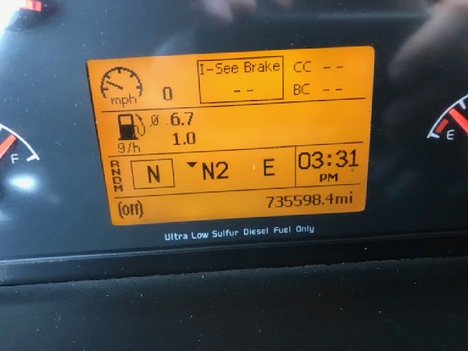 I-See Brake
CC --
mph
0
--
BC --
ø 6.7
g/h
1.0
RNDM
N
N2
E
03:31
PM
(off)
735598.4mi
F
E
Ultra Low Sulfur Diesel Fuel Only